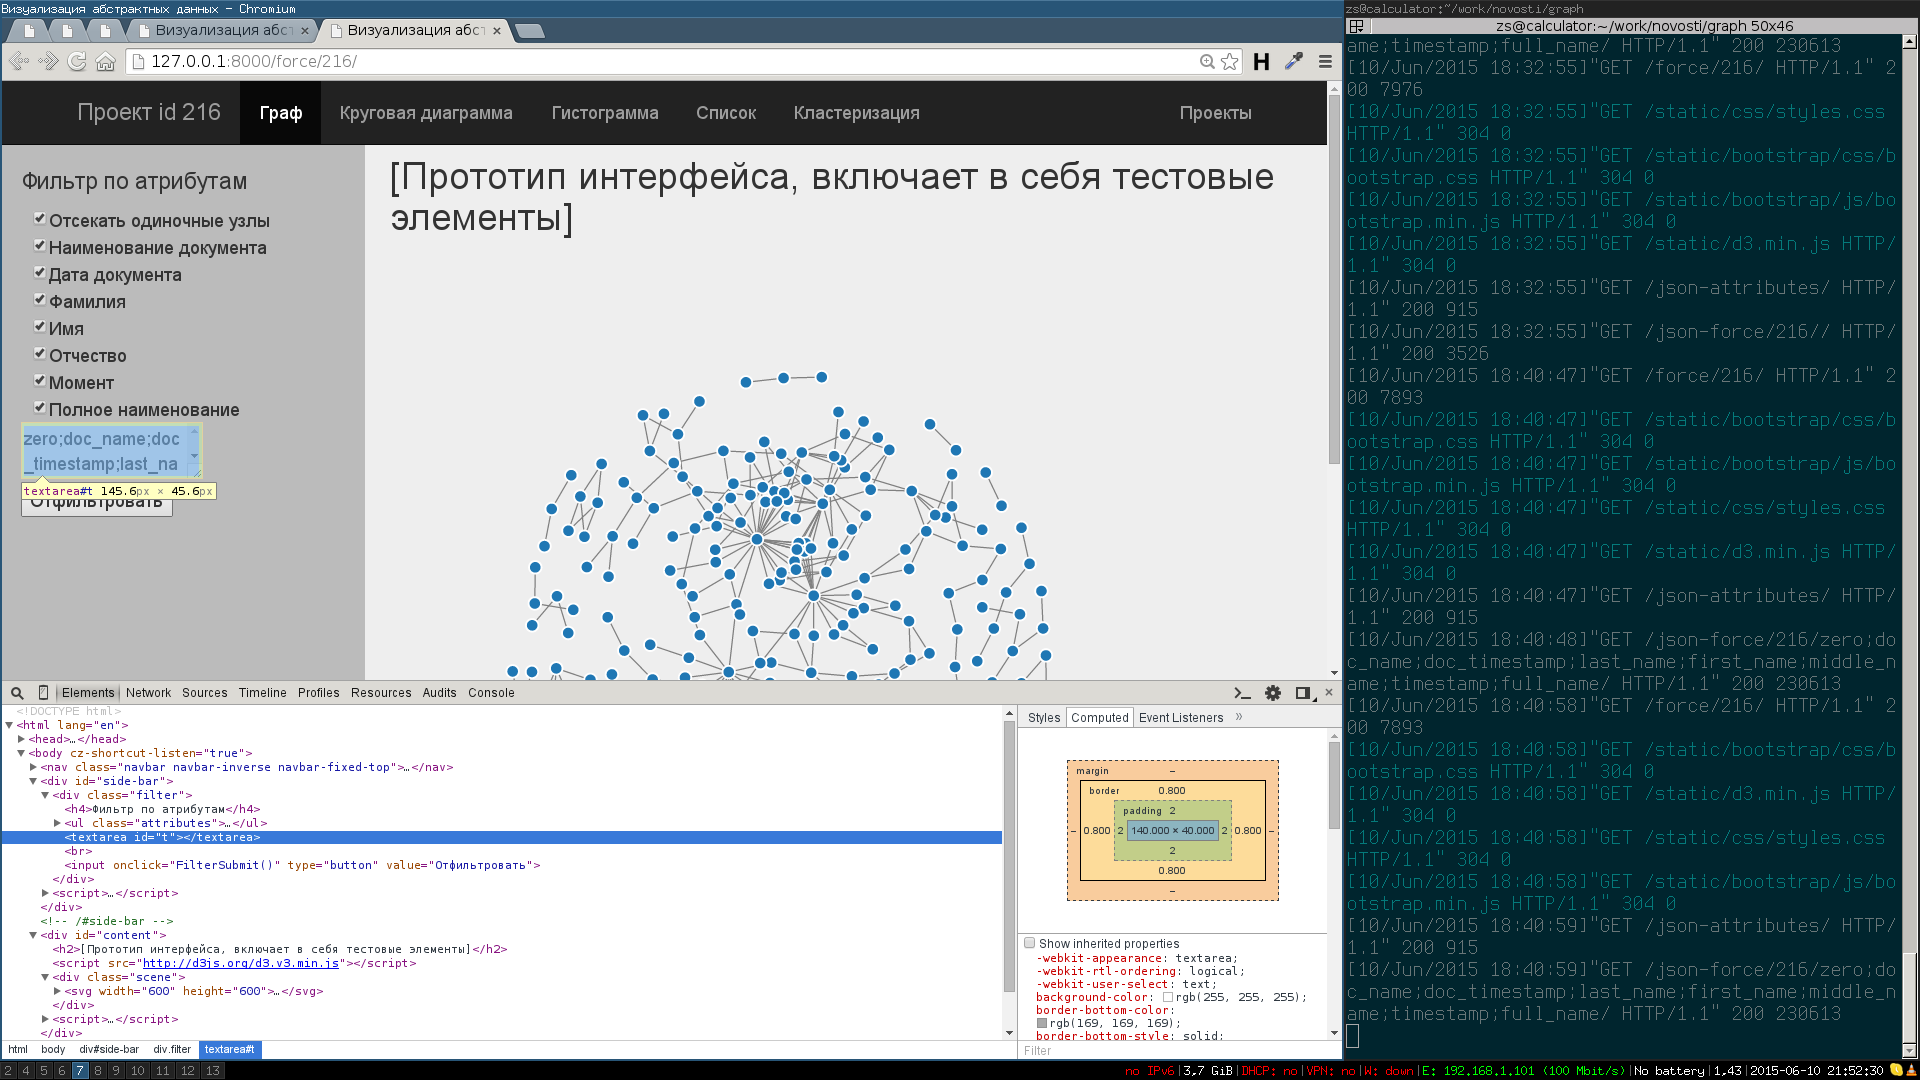 Визуализация абстрактных данных - Chromium
Визуализация абст ×
Визуализация абст ×
127.0.0.1:8000/force/216/
H
Проект id 216
Граф
Круговая диаграмма
Гистограмма
Список
Кластеризация
Проекты
Фильтр по атрибутам
Отсекать одиночные узлы
Наименование документа
Дата документа
Фамилия
Имя
Отчество
Момент
Полное наименование
zero;doc_name;doc
_timestamp;last_na
textarea#t 145.6px × 45.6px
Отфильтровать
[Прототип интерфейса, включает в себя тестовые
элементы]
Elements Network Sources Timeline Profiles Resources Audits Console
<!DOCTYPE html>
<html lang="en">
<head>…</head>
<body cz-shortcut-listen="true">
<nav class="navbar navbar-inverse navbar-fixed-top">…</nav>
<div id="side-bar">
<div class="filter">
<h4>Фильтр по атрибутам</h4>
<ul class="attributes">…</ul>
<textarea id="t"></textarea>
<br>
<input onclick="FilterSubmit()" type="button" value="Отфильтровать">
</div>
<script>…</script>
</div>
<!-- /#side-bar -->
<div id="content">
<h2>[Прототип интерфейса, включает в себя тестовые элементы]</h2>
<script src="http://d3js.org/d3.v3.min.js"></script>
<div class="scene">
<svg width="600" height="600">…</svg>
</div>
<script>…</script>
</div>
html body div#side-bar div.filter textarea#t
Styles Computed Event Listeners »
margin –
border 0.800
padding 2
– 0.800 2 140.000 × 40.000 2 0.800 –
2
0.800
–
Show inherited properties
-webkit-appearance: textarea;
-webkit-rtl-ordering: logical;
-webkit-user-select: text;
background-color: rgb(255, 255, 255);
border-bottom-color:
rgb(169, 169, 169);
border-bottom-style: solid;
Filter
zs@calculator:~/work/novosti/graph
zs@calculator:~/work/novosti/graph 50x46
ame;timestamp;full_name/ HTTP/1.1" 200 230613
[10/Jun/2015 18:32:55]"GET /force/216/ HTTP/1.1" 2
00 7976
[10/Jun/2015 18:32:55]"GET /static/css/styles.css
HTTP/1.1" 304 0
[10/Jun/2015 18:32:55]"GET /static/bootstrap/css/b
ootstrap.css HTTP/1.1" 304 0
[10/Jun/2015 18:32:55]"GET /static/bootstrap/js/bo
otstrap.min.js HTTP/1.1" 304 0
[10/Jun/2015 18:32:55]"GET /static/d3.min.js HTTP/
1.1" 304 0
[10/Jun/2015 18:32:55]"GET /json-attributes/ HTTP/
1.1" 200 915
[10/Jun/2015 18:32:55]"GET /json-force/216// HTTP/
1.1" 200 3526
[10/Jun/2015 18:40:47]"GET /force/216/ HTTP/1.1" 2
00 7893
[10/Jun/2015 18:40:47]"GET /static/bootstrap/css/b
ootstrap.css HTTP/1.1" 304 0
[10/Jun/2015 18:40:47]"GET /static/bootstrap/js/bo
otstrap.min.js HTTP/1.1" 304 0
[10/Jun/2015 18:40:47]"GET /static/css/styles.css
HTTP/1.1" 304 0
[10/Jun/2015 18:40:47]"GET /static/d3.min.js HTTP/
1.1" 304 0
[10/Jun/2015 18:40:47]"GET /json-attributes/ HTTP/
1.1" 200 915
[10/Jun/2015 18:40:48]"GET /json-force/216/zero;do
c_name;doc_timestamp;last_name;first_name;middle_n
ame;timestamp;full_name/ HTTP/1.1" 200 230613
[10/Jun/2015 18:40:58]"GET /force/216/ HTTP/1.1" 2
00 7893
[10/Jun/2015 18:40:58]"GET /static/bootstrap/css/b
ootstrap.css HTTP/1.1" 304 0
[10/Jun/2015 18:40:58]"GET /static/d3.min.js HTTP/
1.1" 304 0
[10/Jun/2015 18:40:58]"GET /static/css/styles.css
HTTP/1.1" 304 0
[10/Jun/2015 18:40:58]"GET /static/bootstrap/js/bo
otstrap.min.js HTTP/1.1" 304 0
[10/Jun/2015 18:40:59]"GET /json-attributes/ HTTP/
1.1" 200 915
[10/Jun/2015 18:40:59]"GET /json-force/216/zero;do
c_name;doc_timestamp;last_name;first_name;middle_n
ame;timestamp;full_name/ HTTP/1.1" 200 230613
2 4 5 6 7 8 9 10 11 12 13
no IPv6|3,7 GiB|DHCP: no|VPN: no|W: down|E: 192.168.1.101 (100 Mbit/s)|No battery|1,43|2015-06-10 21:52:30